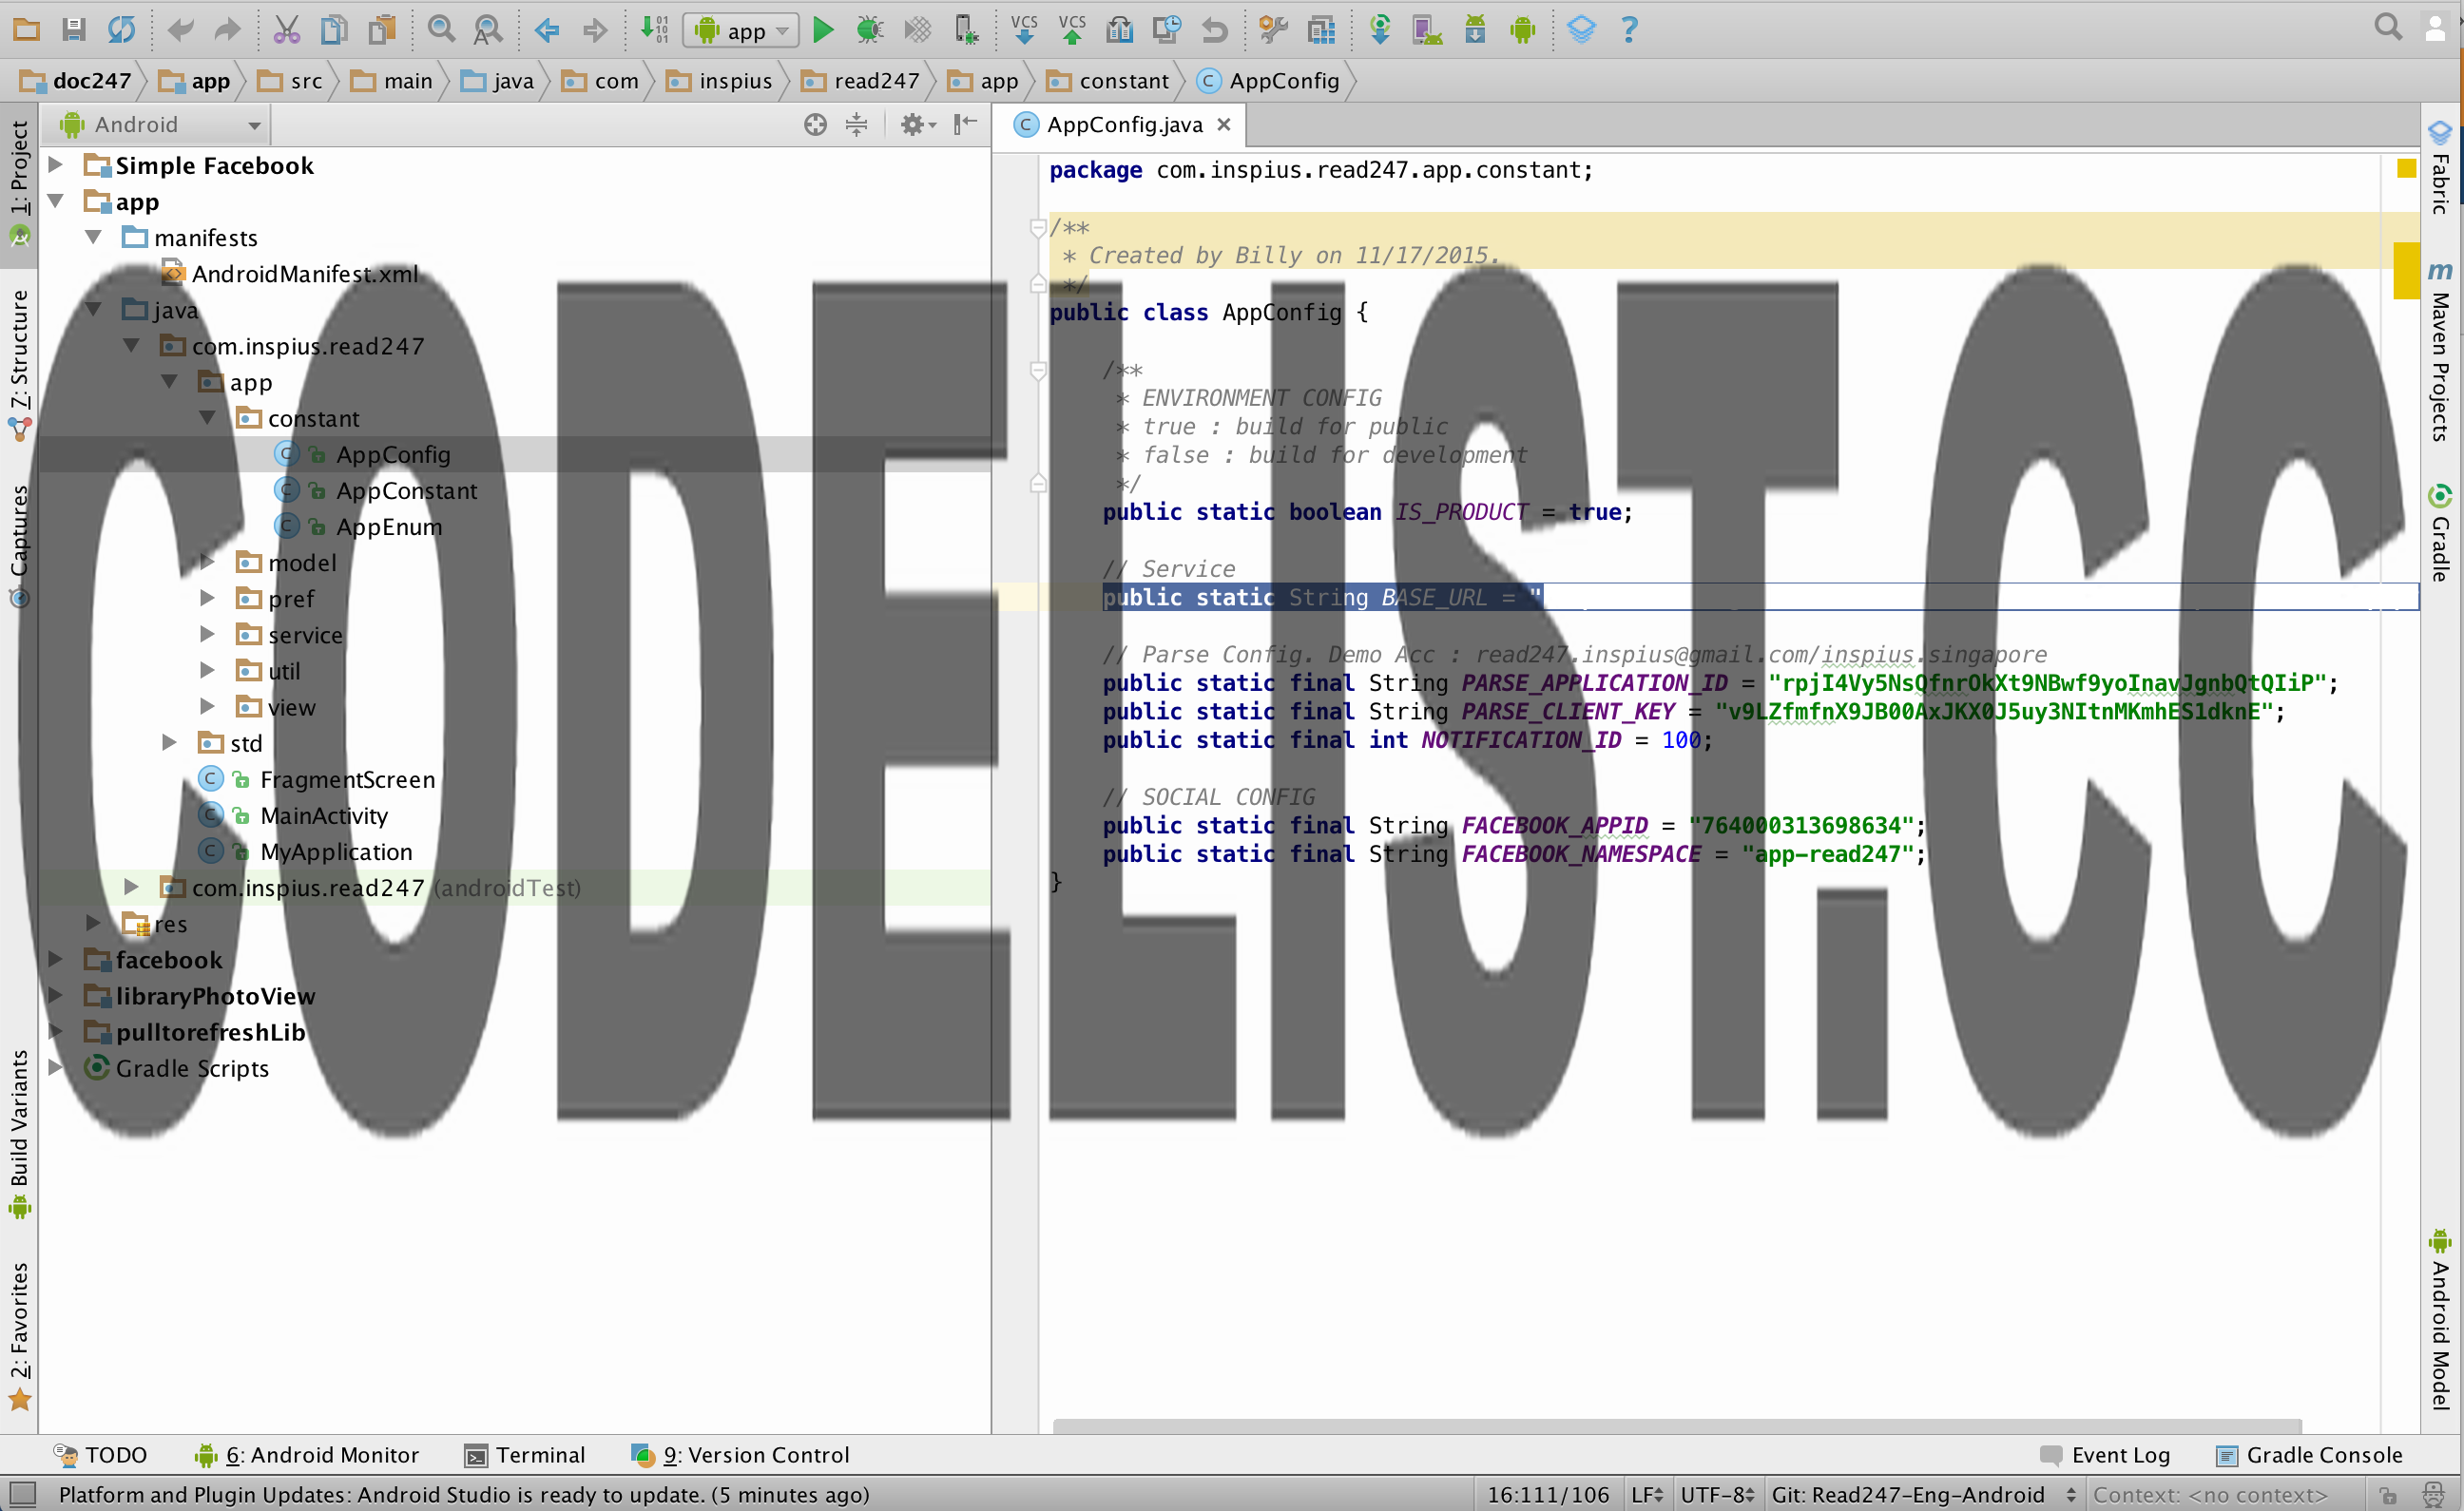 app
VCS
VCS
doc247
app
src
main
java
com
inspius
read247
app
constant
AppConfig
Android
AppConfig.java
1: Project
7: Structure
Captures
Build Variants
2: Favorites
Simple Facebook
app
manifests
AndroidManifest.xml
java
com.inspius.read247
app
constant
AppConfig
AppConstant
AppEnum
model
pref
service
util
view
std
FragmentScreen
MainActivity
MyApplication
com.inspius.read247 (androidTest)
res
facebook
libraryPhotoView
pulltorefreshLib
Gradle Scripts
package com.inspius.read247.app.constant;
/**
* Created by Billy on 11/17/2015.
*/
public class AppConfig {
/**
* ENVIRONMENT CONFIG
* true : build for public
* false : build for development
*/
public static boolean IS_PRODUCT = true;
// Service
public static String BASE_URL = "
// Parse Config. Demo Acc : read247.inspius@gmail.com/inspius.singapore
public static final String PARSE_APPLICATION_ID = "rpjI4Vy5NsQfnrOkXt9NBwf9yoInavJgnbQtQIiP";
public static final String PARSE_CLIENT_KEY = "v9LZfmfnX9JB00AxJKX0J5uy3NItnMKmhES1dknE";
public static final int NOTIFICATION_ID = 100;
// SOCIAL CONFIG
public static final String FACEBOOK_APPID = "764000313698634";
public static final String FACEBOOK_NAMESPACE = "app-read247";
}
CODELIST.CC
Fabric
Maven Projects
Gradle
Android Model
TODO
6: Android Monitor
Terminal
9: Version Control
Event Log
Gradle Console
Platform and Plugin Updates: Android Studio is ready to update. (5 minutes ago)
16:111/106
LF
UTF-8
Git: Read247-Eng-Android
Context: <no context>